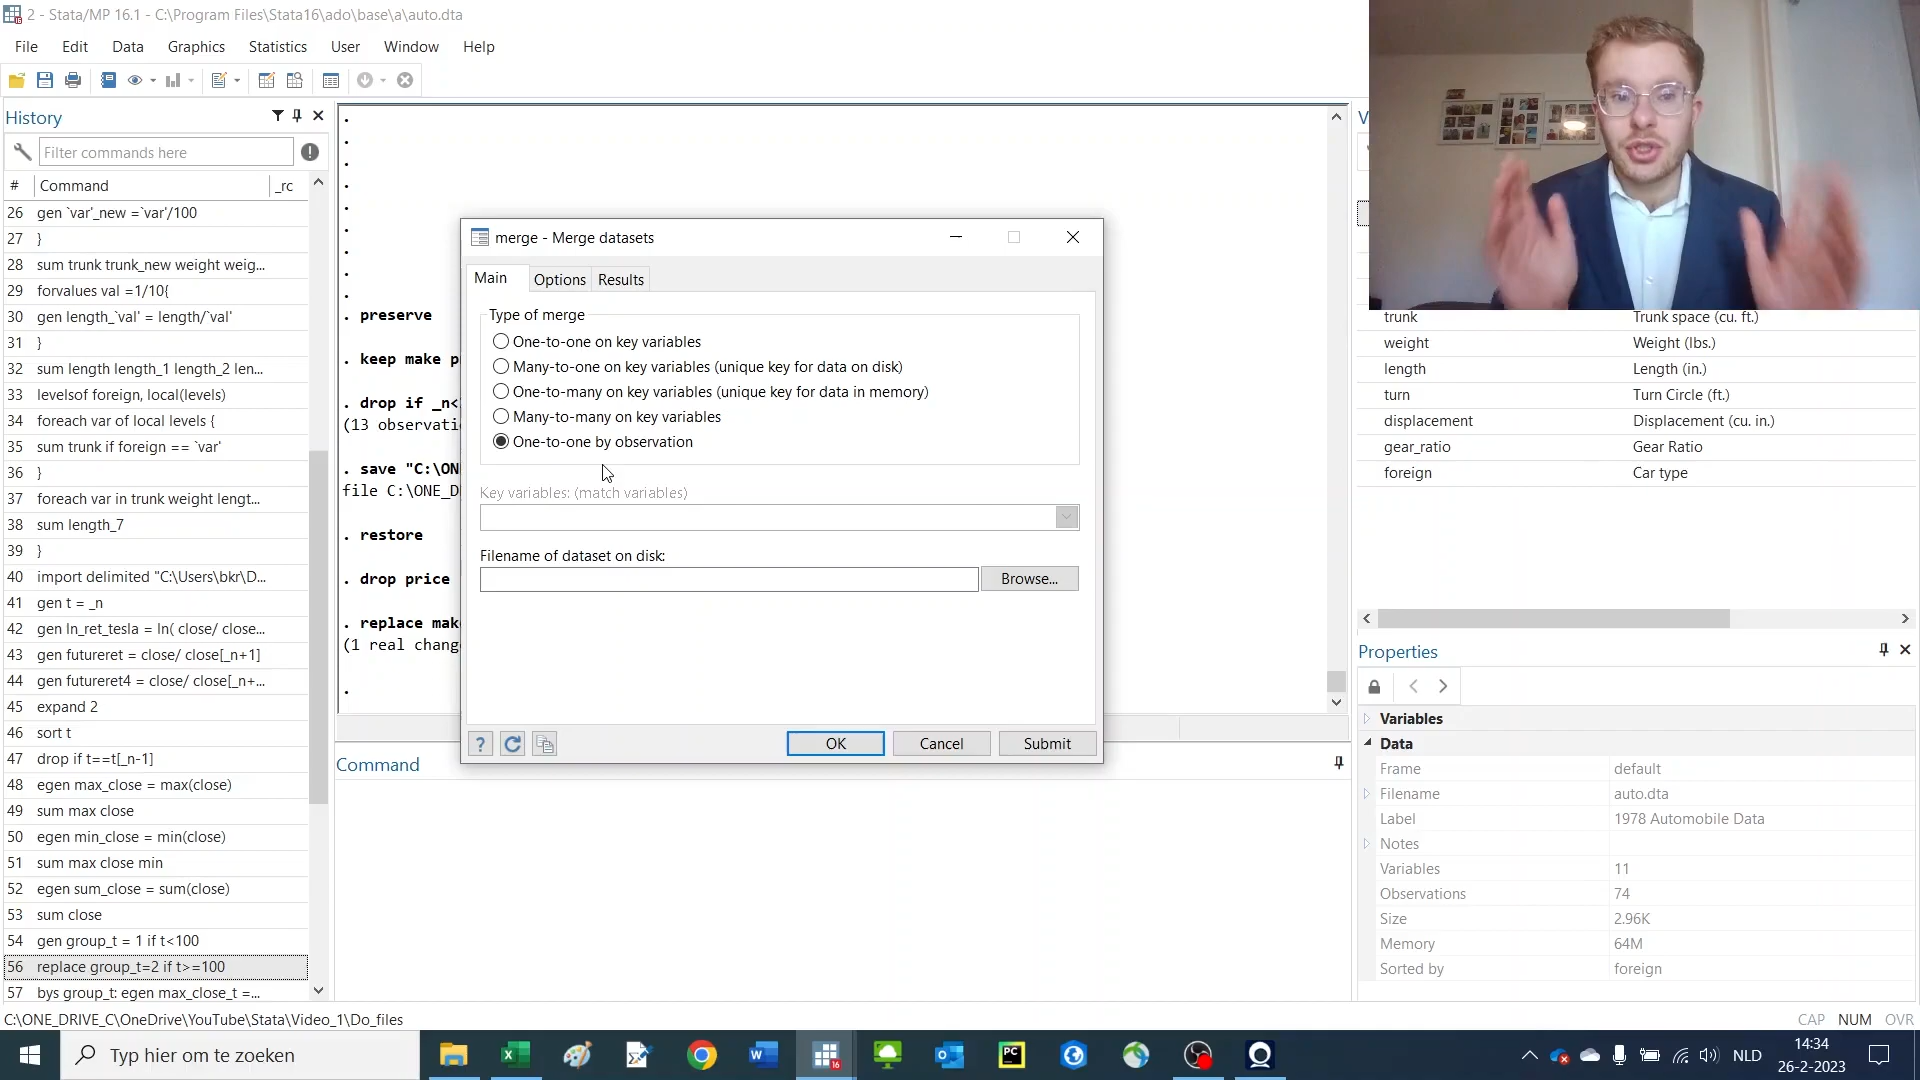 2 - Stata/MP 16.1 - C:\Program Files\Stata16\ado\base\a\auto.dta
File Edit Data Graphics Statistics User Window Help
History
Filter commands here
# Command _rc
26 gen `var'_new =`var'/100
27 }
28 sum trunk trunk_new weight weig...
29 forvalues val =1/10{
30 gen length_`val' = length/`val'
31 }
32 sum length length_1 length_2 len...
33 levelsof foreign, local(levels)
34 foreach var of local levels {
35 sum trunk if foreign == `var'
36 }
37 foreach var in trunk weight lengt...
38 sum length_7
39 }
40 import delimited "C:\Users\bkr\D...
41 gen t = _n
42 gen ln_ret_tesla = ln( close/ close...
43 gen futureret = close/ close[_n+1]
44 gen futureret4 = close/ close[_n+...
45 expand 2
46 sort t
47 drop if t==t[_n-1]
48 egen max_close = max(close)
49 sum max close
50 egen min_close = min(close)
51 sum max close min
52 egen sum_close = sum(close)
53 sum close
54 gen group_t = 1 if t<100
56 replace group_t=2 if t>=100
57 bys group_t: egen max_close_t =...
. preserve
. keep make p
. drop if _n<
(13 observati
. save "C:\ON
file C:\ONE_D
. restore
. drop price
. replace mak
(1 real chang
.
merge - Merge datasets
Main Options Results
Type of merge
One-to-one on key variables
Many-to-one on key variables (unique key for data on disk)
One-to-many on key variables (unique key for data in memory)
Many-to-many on key variables
One-to-one by observation
Key variables: (match variables)
Filename of dataset on disk:
Browse...
OK Cancel Submit
Command
V
trunk Trunk space (cu. ft.)
weight Weight (lbs.)
length Length (in.)
turn Turn Circle (ft.)
displacement Displacement (cu. in.)
gear_ratio Gear Ratio
foreign Car type
Properties
Variables
Data
Frame default
Filename auto.dta
Label 1978 Automobile Data
Notes
Variables 11
Observations 74
Size 2.96K
Memory 64M
Sorted by foreign
C:\ONE_DRIVE_C\OneDrive\YouTube\Stata\Video_1\Do_files
CAP NUM OVR
Typ hier om te zoeken
NLD
14:34
26-2-2023